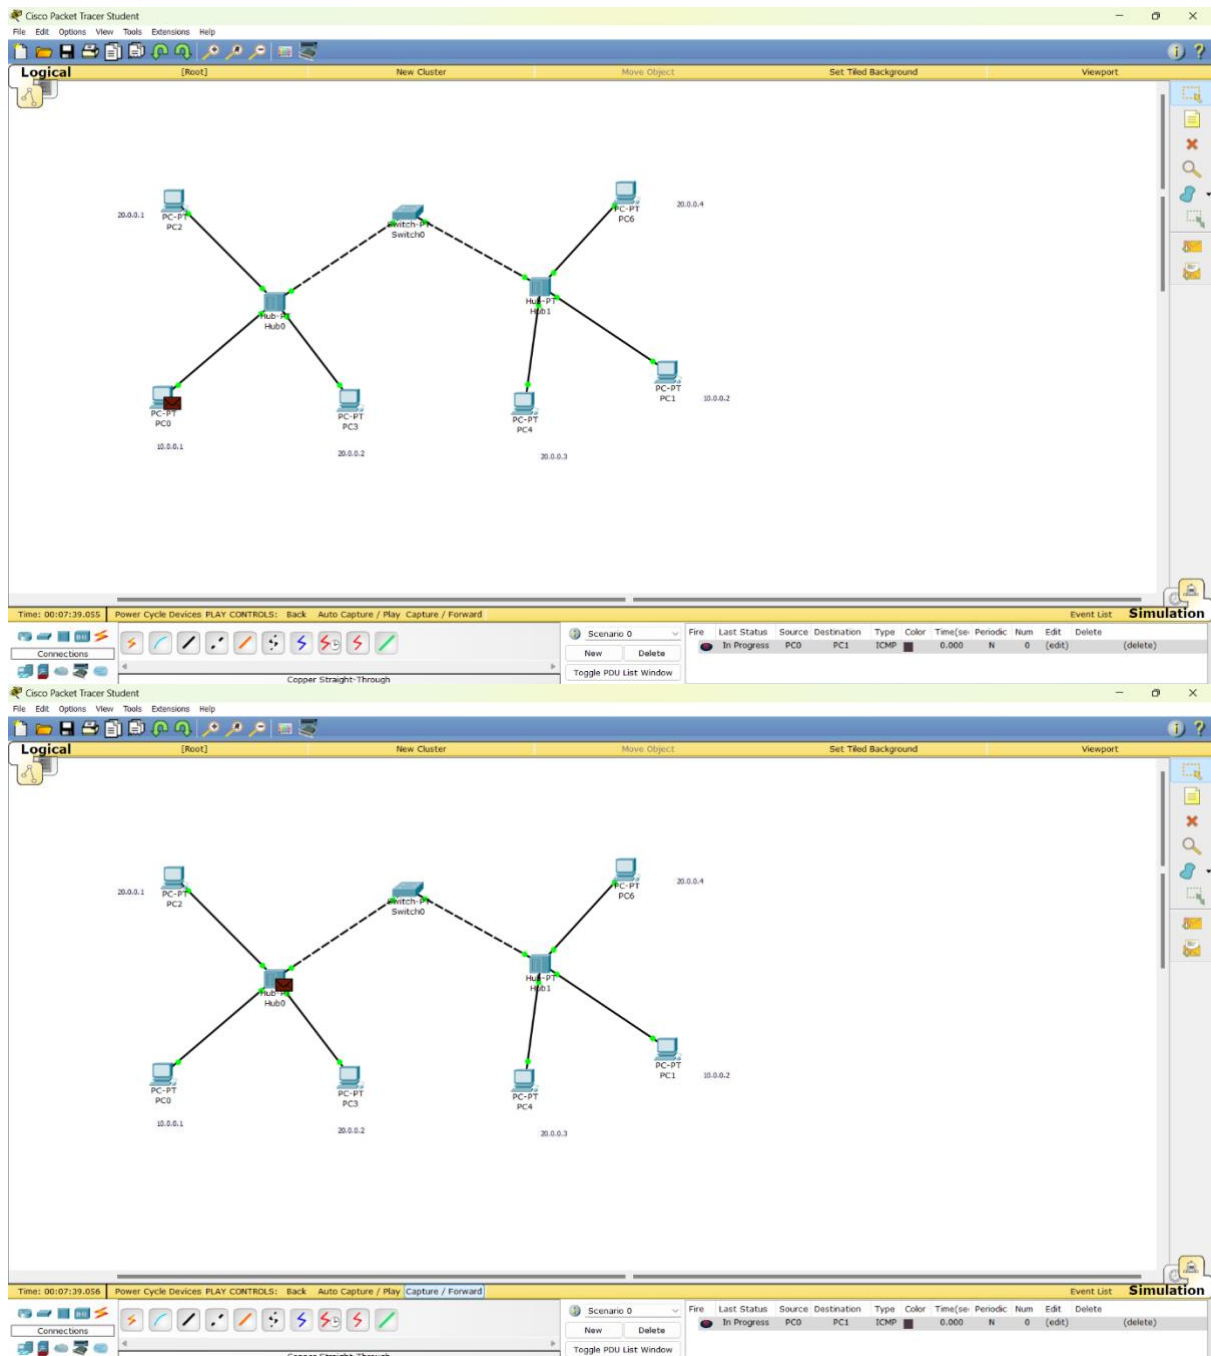 Cisco Packet Tracer Student
File Edit Options View Tools Extensions Help
Logical [Root] New Cluster Move Object Set Tiled Background Viewport
20.0.0.1
PC-PT
PC2
Switch-PT
Switch0
PC-PT
PC6
20.0.0.4
Hub-PT
Hub0
Hub-PT
Hub1
PC-PT
PC0
10.0.0.1
PC-PT
PC3
20.0.0.2
PC-PT
PC4
20.0.0.3
PC-PT
PC1
10.0.0.2
Time: 00:07:39.055 Power Cycle Devices PLAY CONTROLS: Back Auto Capture / Play Capture / Forward Event List Simulation
Connections
Copper Straight-Through
Scenario 0
New Delete
Toggle PDU List Window
Fire Last Status Source Destination Type Color Time(se Periodic Num Edit Delete
In Progress PC0 PC1 ICMP 0.000 N 0 (edit) (delete)
Cisco Packet Tracer Student
File Edit Options View Tools Extensions Help
Logical [Root] New Cluster Move Object Set Tiled Background Viewport
20.0.0.1
PC-PT
PC2
Switch-PT
Switch0
PC-PT
PC6
20.0.0.4
Hub-PT
Hub0
Hub-PT
Hub1
PC-PT
PC0
10.0.0.1
PC-PT
PC3
20.0.0.2
PC-PT
PC4
20.0.0.3
PC-PT
PC1
10.0.0.2
Time: 00:07:39.056 Power Cycle Devices PLAY CONTROLS: Back Auto Capture / Play Capture / Forward Event List Simulation
Connections
Copper Straight-Through
Scenario 0
New Delete
Toggle PDU List Window
Fire Last Status Source Destination Type Color Time(se Periodic Num Edit Delete
In Progress PC0 PC1 ICMP 0.000 N 0 (edit) (delete)